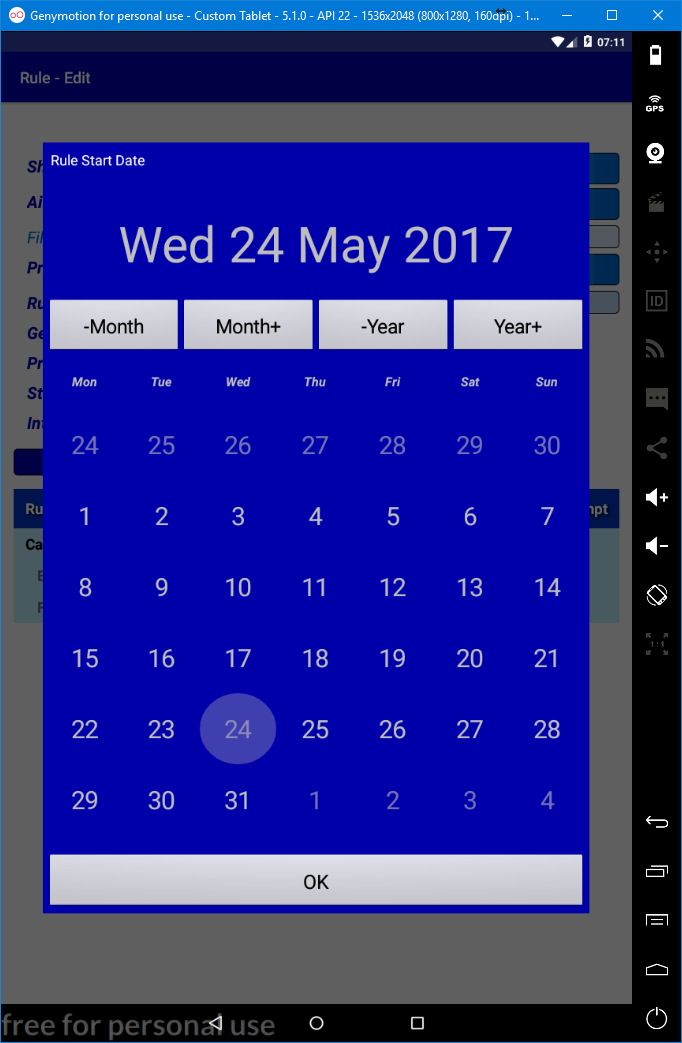 Genymotion for personal use - Custom Tablet - 5.1.0 - API 22 - 1536x2048 (800x1280, 160dpi) - 1...
07:11
Rule - Edit
GPS
Rule Start Date
Wed 24 May 2017
-Month Month+ -Year Year+
Mon Tue Wed Thu Fri Sat Sun
24 25 26 27 28 29 30
1 2 3 4 5 6 7
8 9 10 11 12 13 14
15 16 17 18 19 20 21
22 23 24 25 26 27 28
29 30 31 1 2 3 4
OK
ID
1:1
free for personal use